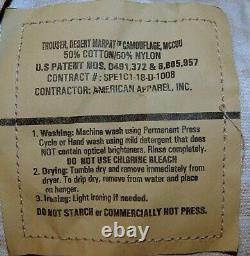 TROUSER, DESERT MARPAT™ CAMOUFLAGE, MCCUU
50% COTTON/50% NYLON
U.S PATENT NOS. D491,372 & 6,805,957
CONTRACT # : SPE1C1-18-D-1008
CONTRACTOR: AMERICAN APPAREL, INC.
1. Washing: Machine wash using Permanent Press
Cycle or Hand wash using mild detergent that does
NOT contain optical brighteners. Rinse completely.
DO NOT USE CHLORINE BLEACH
2. Drying: Tumble dry and remove immediately from
dryer. To drip dry, remove from water and place
on hanger.
3. Ironing: Light ironing if needed.
DO NOT STARCH or COMMERCIALLY HOT PRESS.